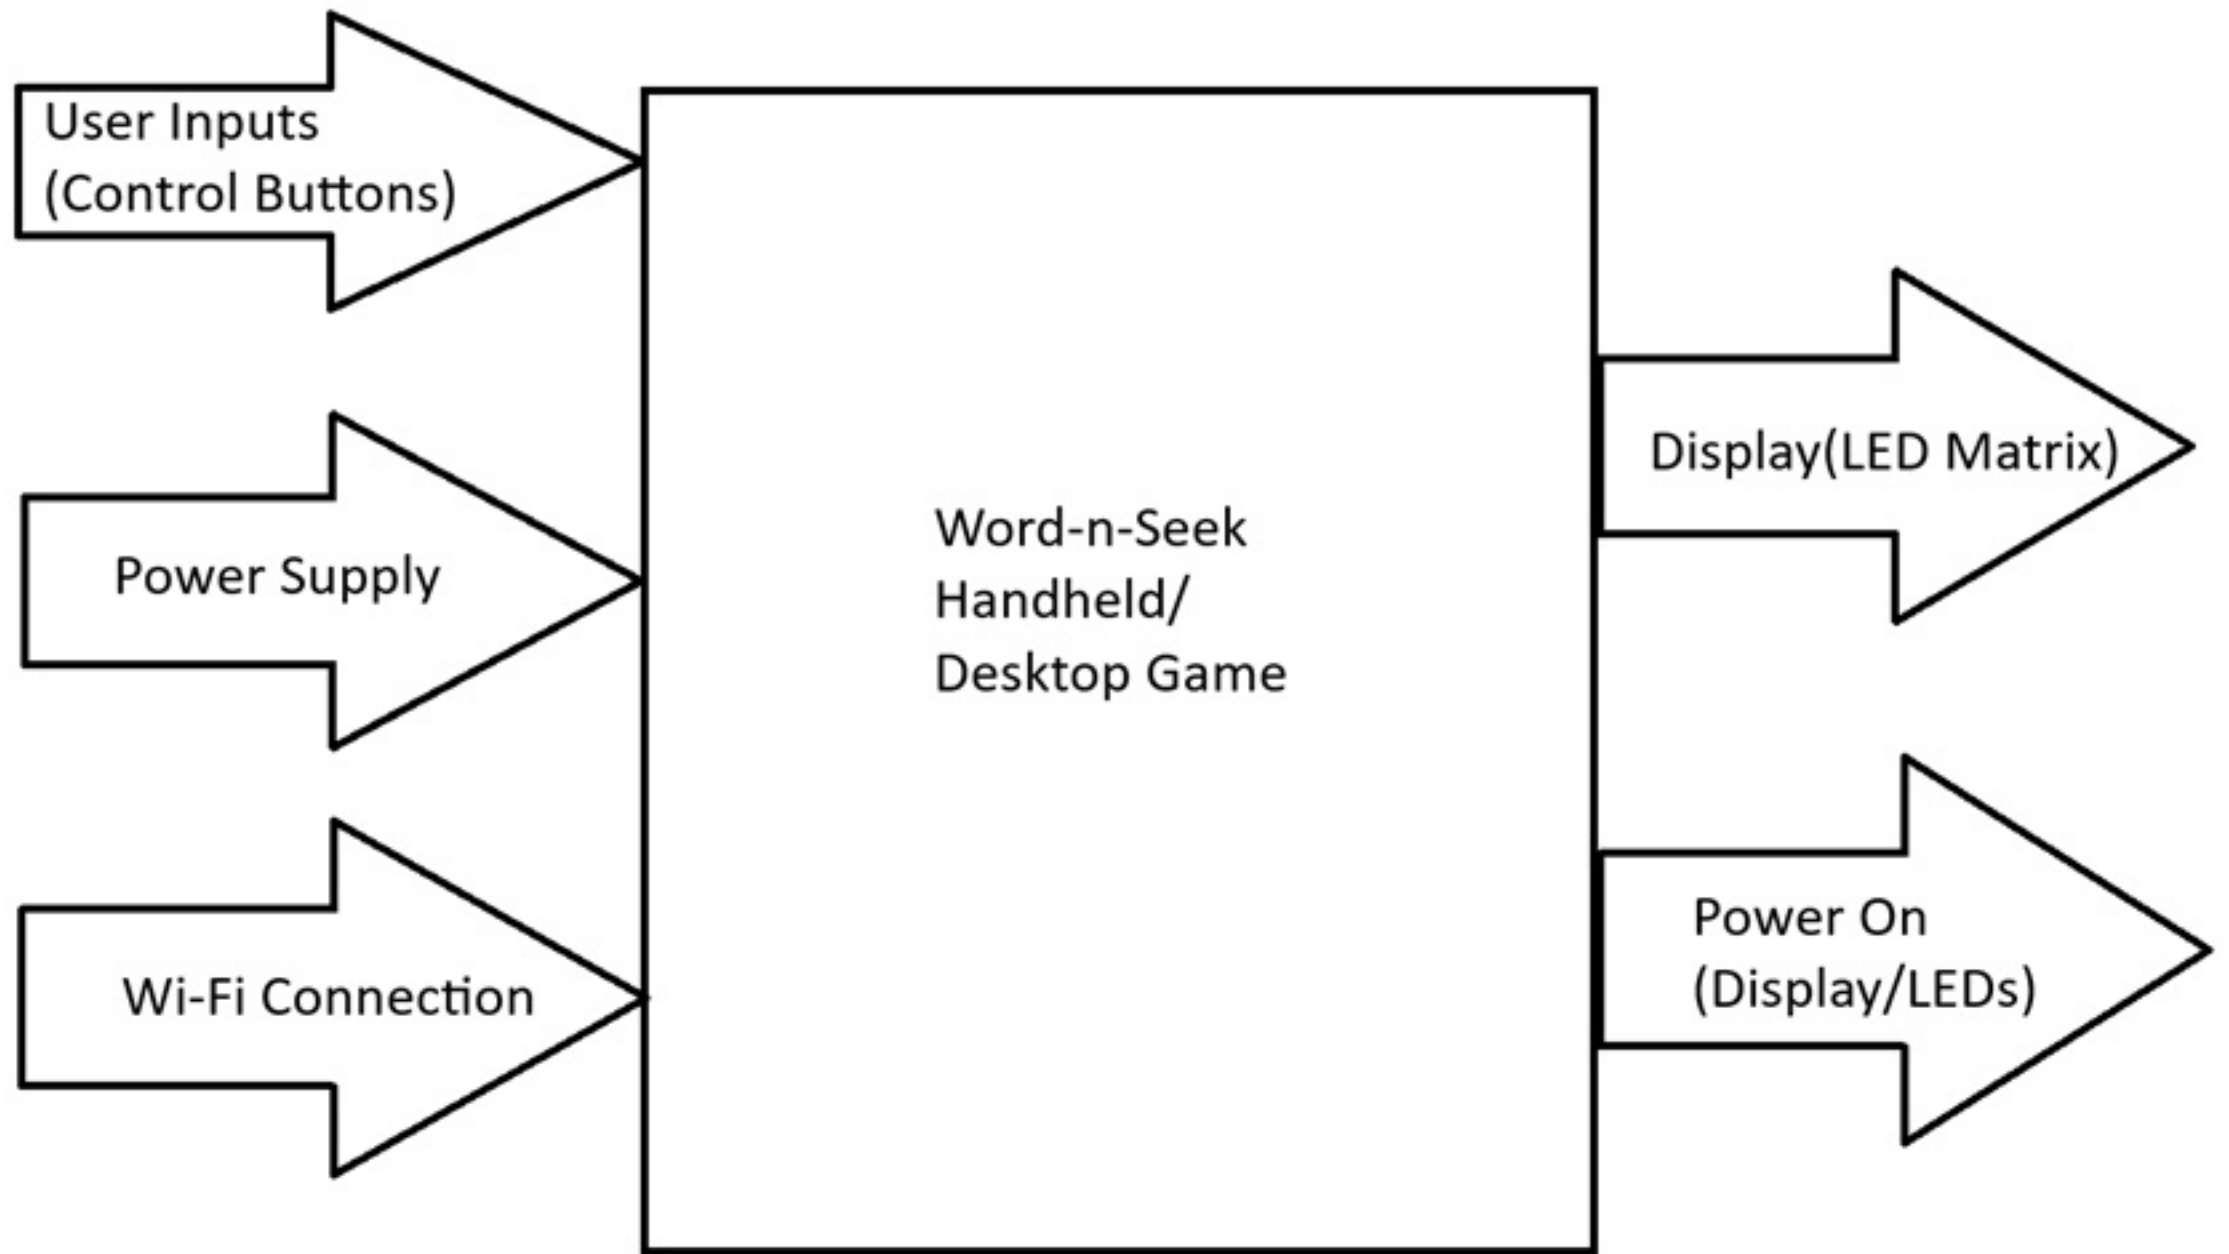 User Inputs
(Control Buttons)
Power Supply
Wi-Fi Connection
Word-n-Seek
Handheld/
Desktop Game
Display(LED Matrix)
Power On
(Display/LEDs)